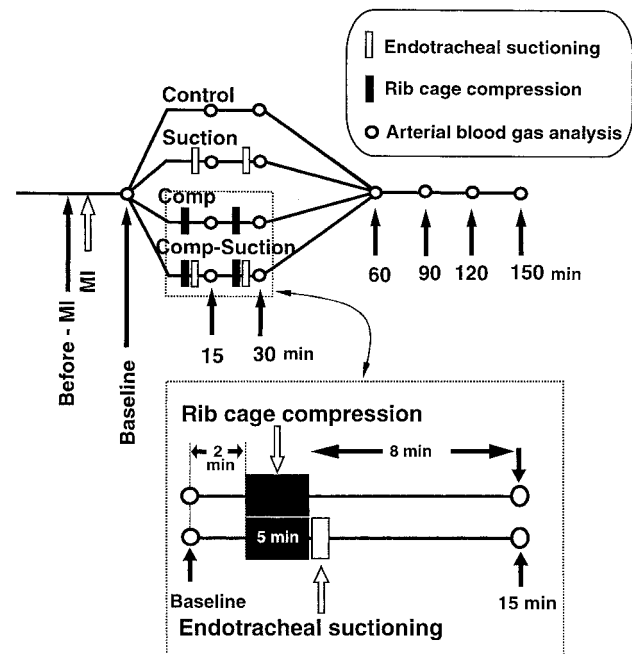 Endotracheal suctioning
Rib cage compression
Arterial blood gas analysis
Control
Suction
Comp
Comp-Suction
Before - MI
MI
Baseline
15
30 min
60
90
120
150 min
Rib cage compression
2
min
8 min
5 min
Baseline
15 min
Endotracheal suctioning